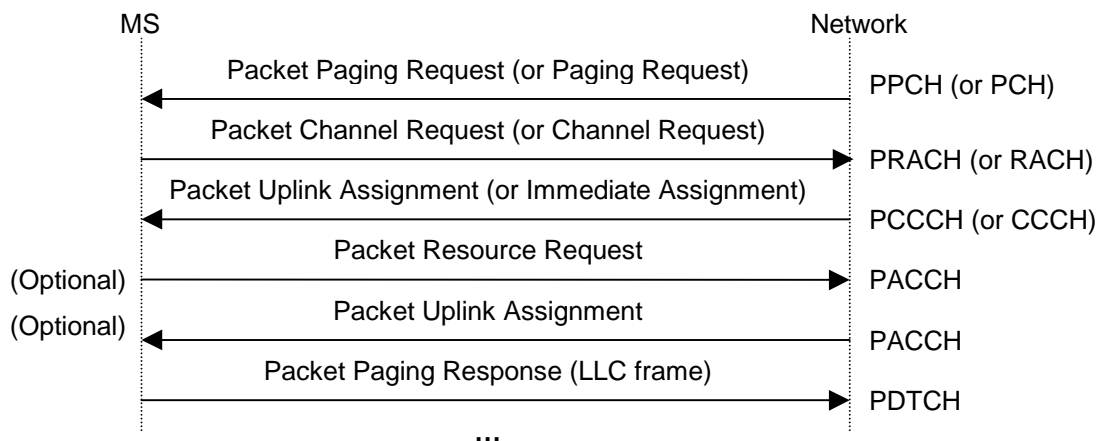 MS Network
Packet Paging Request (or Paging Request) PPCH (or PCH)
Packet Channel Request (or Channel Request) PRACH (or RACH)
Packet Uplink Assignment (or Immediate Assignment) PCCCH (or CCCH)
Packet Resource Request
(Optional) PACCH
Packet Uplink Assignment
(Optional) PACCH
Packet Paging Response (LLC frame) PDTCH
...